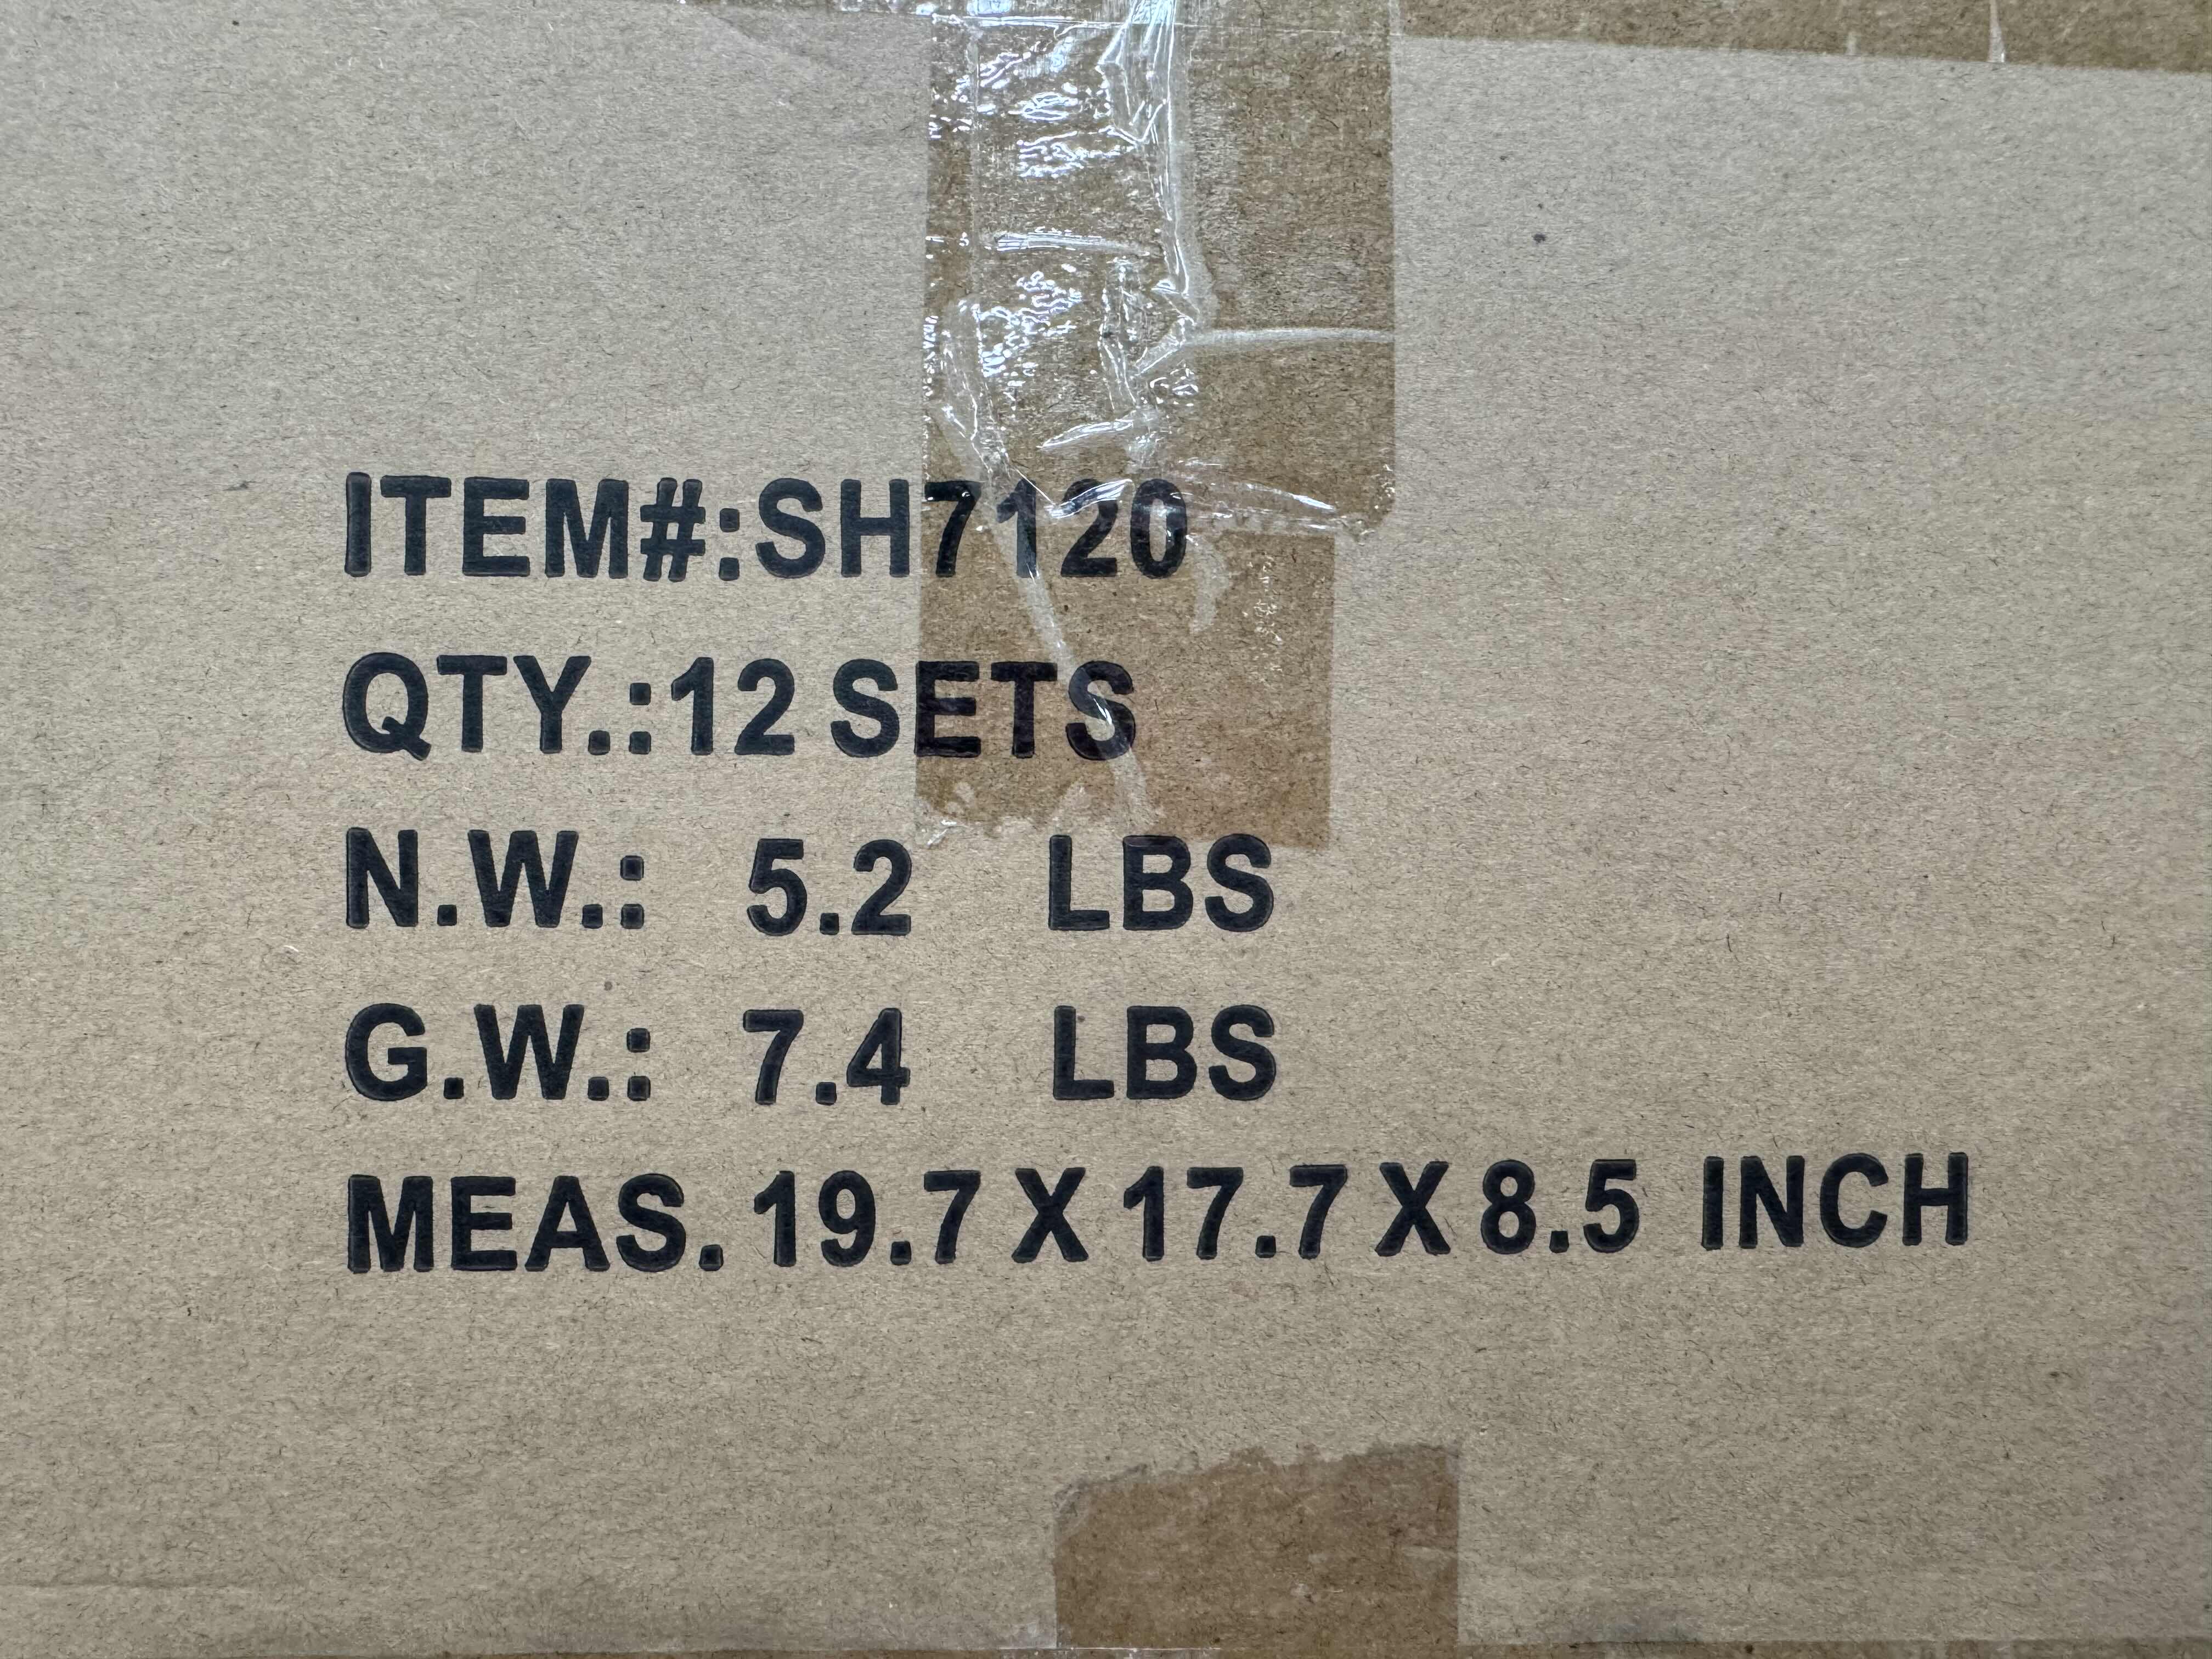 ITEM#:SH7120
QTY.:12 SETS
N.W.: 5.2 LBS
G.W.: 7.4 LBS
MEAS. 19.7 X 17.7 X 8.5 INCH